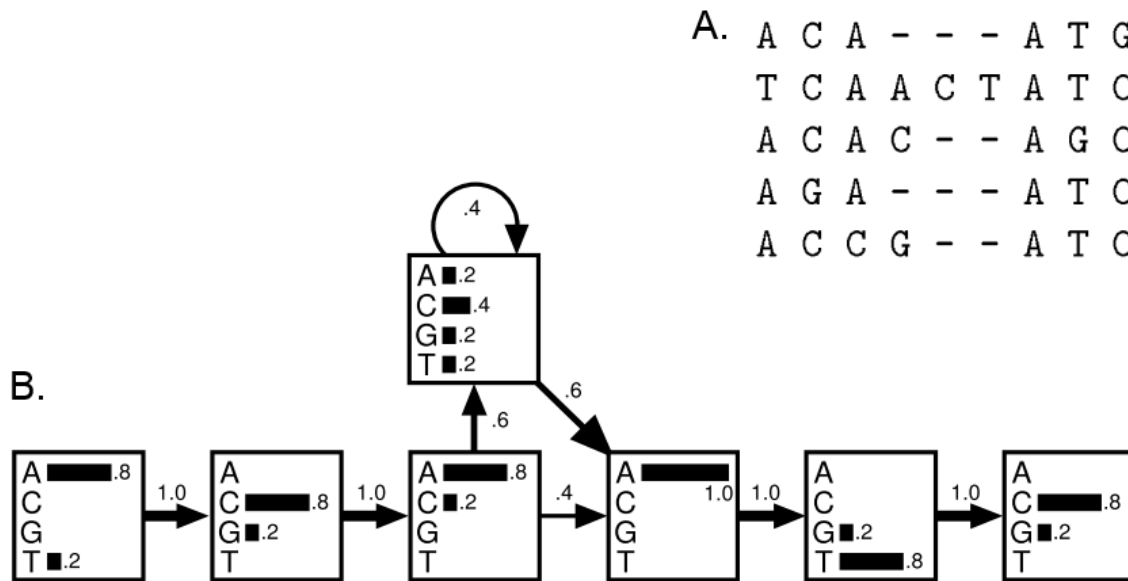 A.
A C A - - - A T G
T C A A C T A T C
A C A C - - A G C
A G A - - - A T C
A C C G - - A T C
.4
A .2
C .4
G .2
T .2
B.
.6
.6
A .8
C
G
T .2
1.0
A
C .8
G .2
T
1.0
A .8
C .2
G
T
.4
A 1.0
C
G
T
1.0
A
C
G .2
T .8
1.0
A
C .8
G .2
T